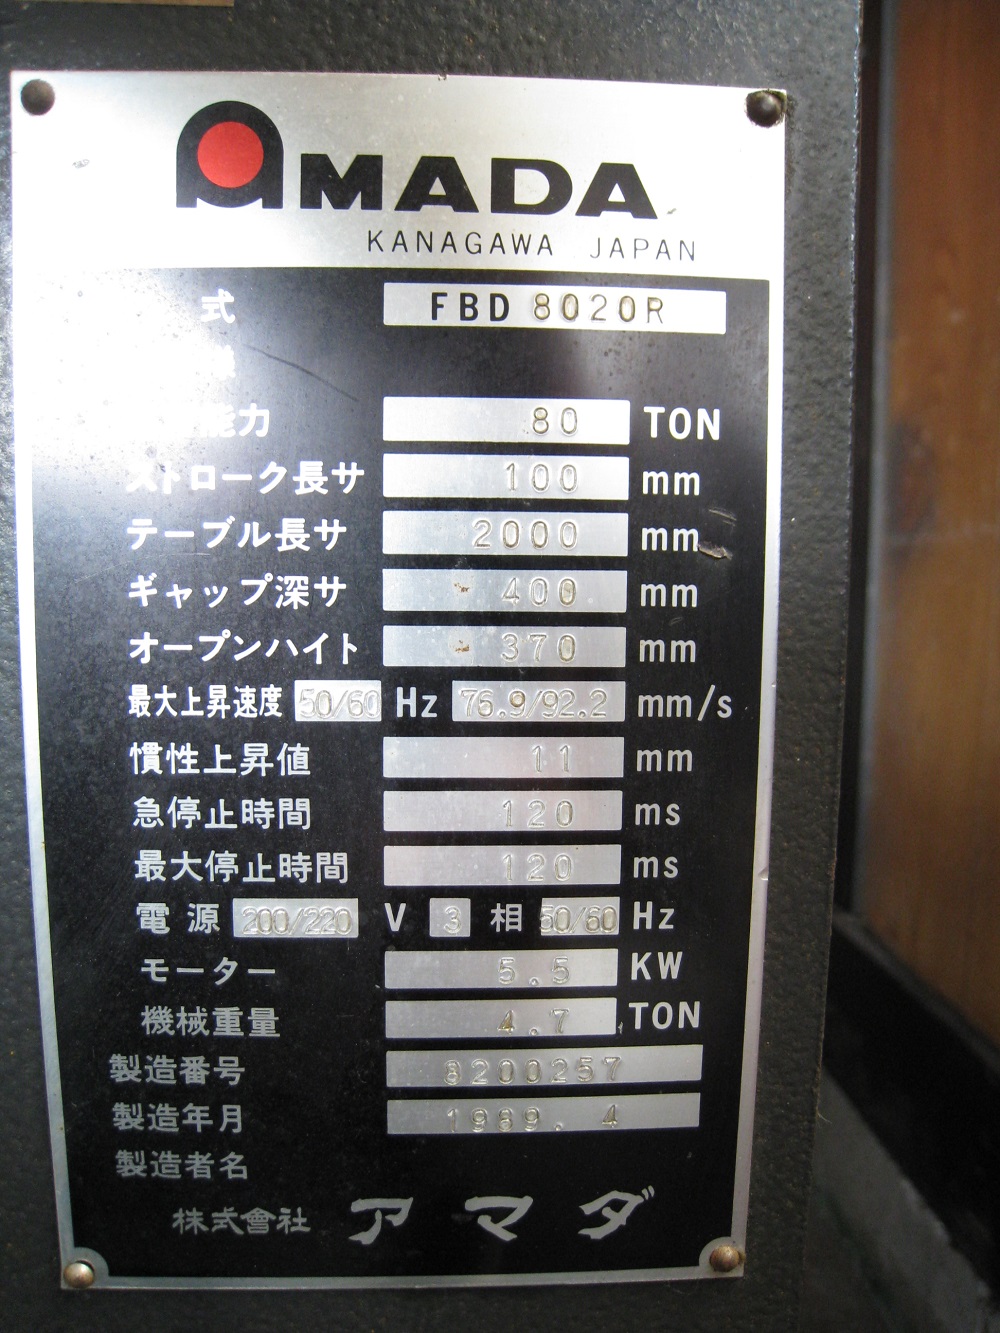 AMADA
KANAGAWA JAPAN
式 FBD 8020R
能力 80 TON
ストローク長サ 100 mm
テーブル長サ 2000 mm
ギャップ深サ 400 mm
オープンハイト 370 mm
最大上昇速度 50/60 Hz 76.9/92.2 mm/s
慣性上昇値 11 mm
急停止時間 120 ms
最大停止時間 120 ms
電源 200/220 V 3 相 50/60 Hz
モーター 5.5 KW
機械重量 4.7 TON
製造番号 8200257
製造年月 1989. 4
製造者名
株式會社 アマダ